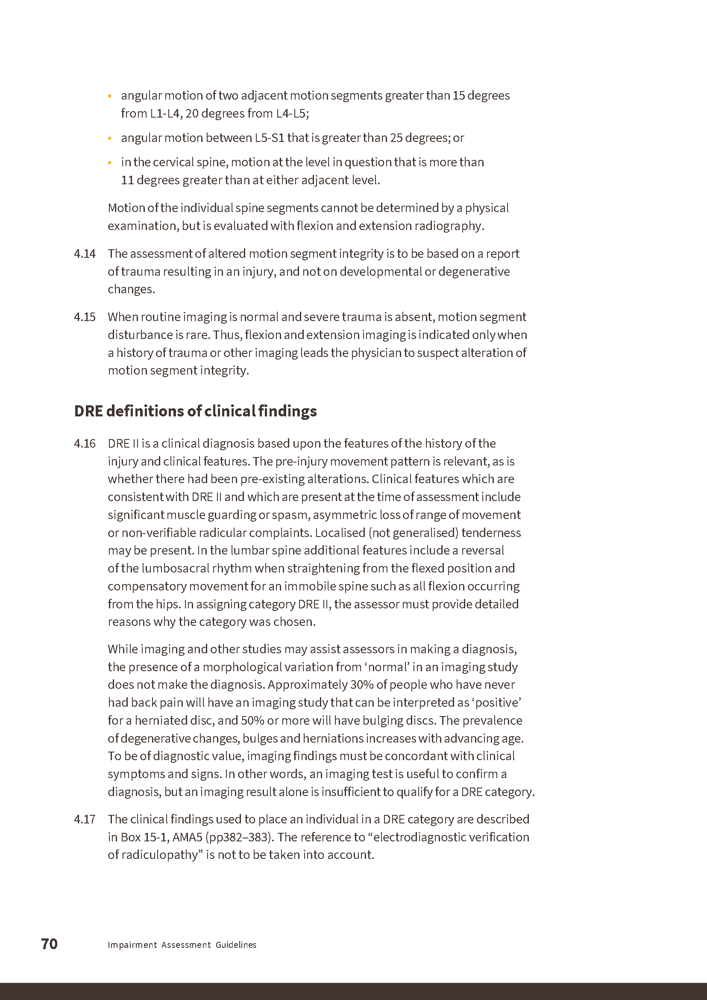 • angular motion of two adjacent motion segments greater than 15 degrees
from L1-L4, 20 degrees from L4-L5;
• angular motion between L5-S1 that is greater than 25 degrees; or
• in the cervical spine, motion at the level in question that is more than
11 degrees greater than at either adjacent level.
Motion of the individual spine segments cannot be determined by a physical
examination, but is evaluated with flexion and extension radiography.
4.14 The assessment of altered motion segment integrity is to be based on a report
of trauma resulting in an injury, and not on developmental or degenerative
changes.
4.15 When routine imaging is normal and severe trauma is absent, motion segment
disturbance is rare. Thus, flexion and extension imaging is indicated only when
a history of trauma or other imaging leads the physician to suspect alteration of
motion segment integrity.
DRE definitions of clinical findings
4.16 DRE II is a clinical diagnosis based upon the features of the history of the
injury and clinical features. The pre-injury movement pattern is relevant, as is
whether there had been pre-existing alterations. Clinical features which are
consistent with DRE II and which are present at the time of assessment include
significant muscle guarding or spasm, asymmetric loss of range of movement
or non-verifiable radicular complaints. Localised (not generalised) tenderness
may be present. In the lumbar spine additional features include a reversal
of the lumbosacral rhythm when straightening from the flexed position and
compensatory movement for an immobile spine such as all flexion occurring
from the hips. In assigning category DRE II, the assessor must provide detailed
reasons why the category was chosen.
While imaging and other studies may assist assessors in making a diagnosis,
the presence of a morphological variation from ‘normal’ in an imaging study
does not make the diagnosis. Approximately 30% of people who have never
had back pain will have an imaging study that can be interpreted as ‘positive’
for a herniated disc, and 50% or more will have bulging discs. The prevalence
of degenerative changes, bulges and herniations increases with advancing age.
To be of diagnostic value, imaging findings must be concordant with clinical
symptoms and signs. In other words, an imaging test is useful to confirm a
diagnosis, but an imaging result alone is insufficient to qualify for a DRE category.
4.17 The clinical findings used to place an individual in a DRE category are described
in Box 15-1, AMA5 (pp382–383). The reference to “electrodiagnostic verification
of radiculopathy” is not to be taken into account.
70 Impairment Assessment Guidelines